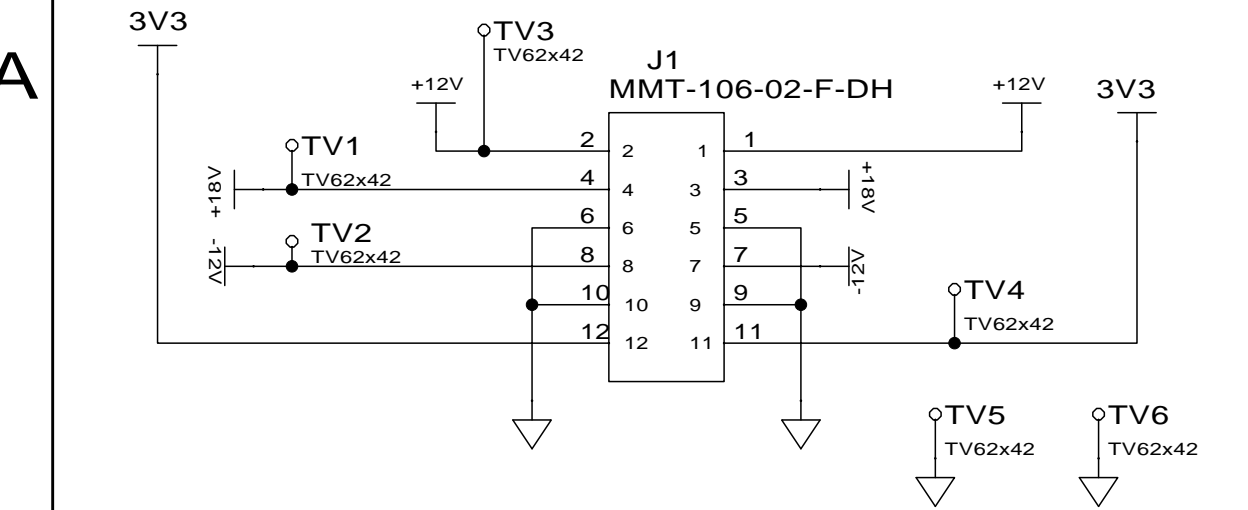 A
3V3
TV3
TV62x42
J1
MMT-106-02-F-DH
+12V
+12V
3V3
TV1
TV62x42
2 2 1 1
+18V
4 4 3 3
+18V
TV2
TV62x42
6 6 5 5
-12V
8 8 7 7
-12V
10 10 9 9
TV4
TV62x42
12 12 11 11
TV5
TV62x42
TV6
TV62x42